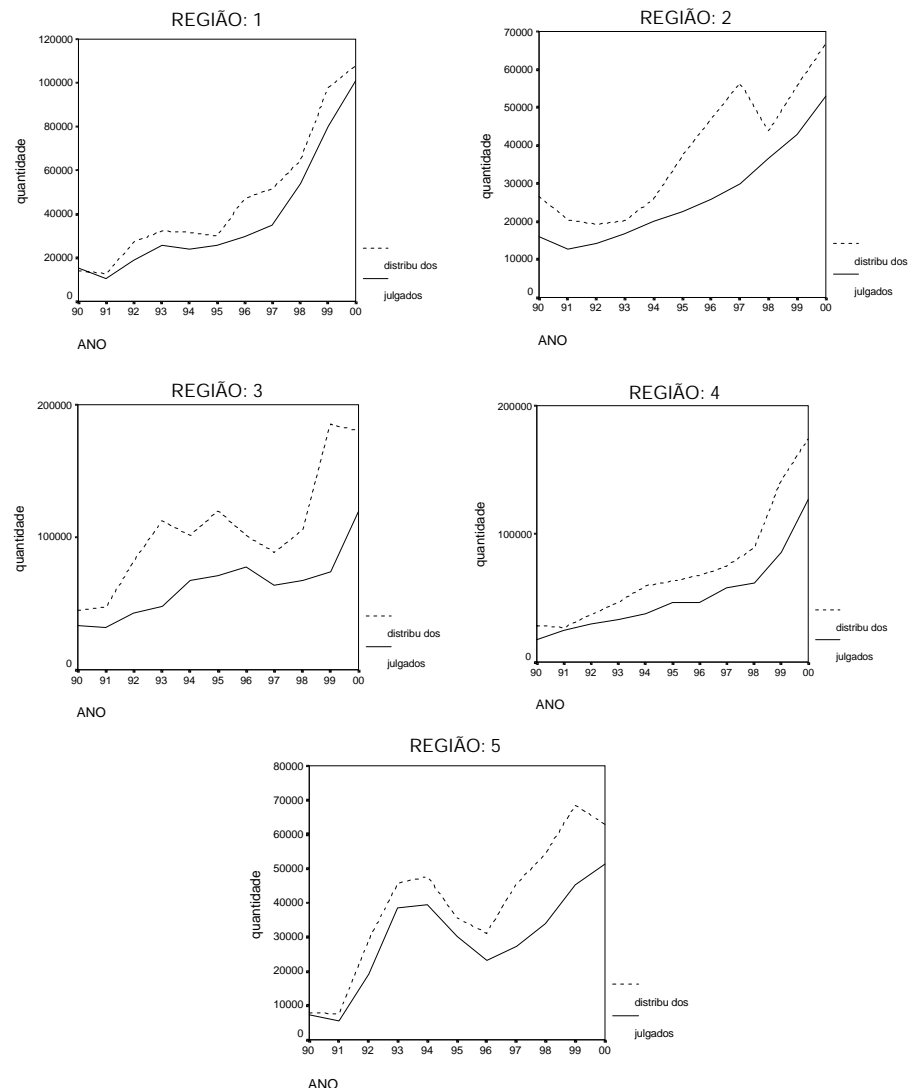 REGIÃO: 1
120000
100000
80000
60000
40000
20000
0
quantidade
90 91 92 93 94 95 96 97 98 99 00
ANO
distribu dos
julgados
REGIÃO: 2
70000
60000
50000
40000
30000
20000
10000
0
quantidade
90 91 92 93 94 95 96 97 98 99 00
ANO
distribu dos
julgados
REGIÃO: 3
200000
100000
0
quantidade
90 91 92 93 94 95 96 97 98 99 00
ANO
distribu dos
julgados
REGIÃO: 4
200000
100000
0
quantidade
90 91 92 93 94 95 96 97 98 99 00
ANO
distribu dos
julgados
REGIÃO: 5
80000
70000
60000
50000
40000
30000
20000
10000
0
quantidade
90 91 92 93 94 95 96 97 98 99 00
ANO
distribu dos
julgados